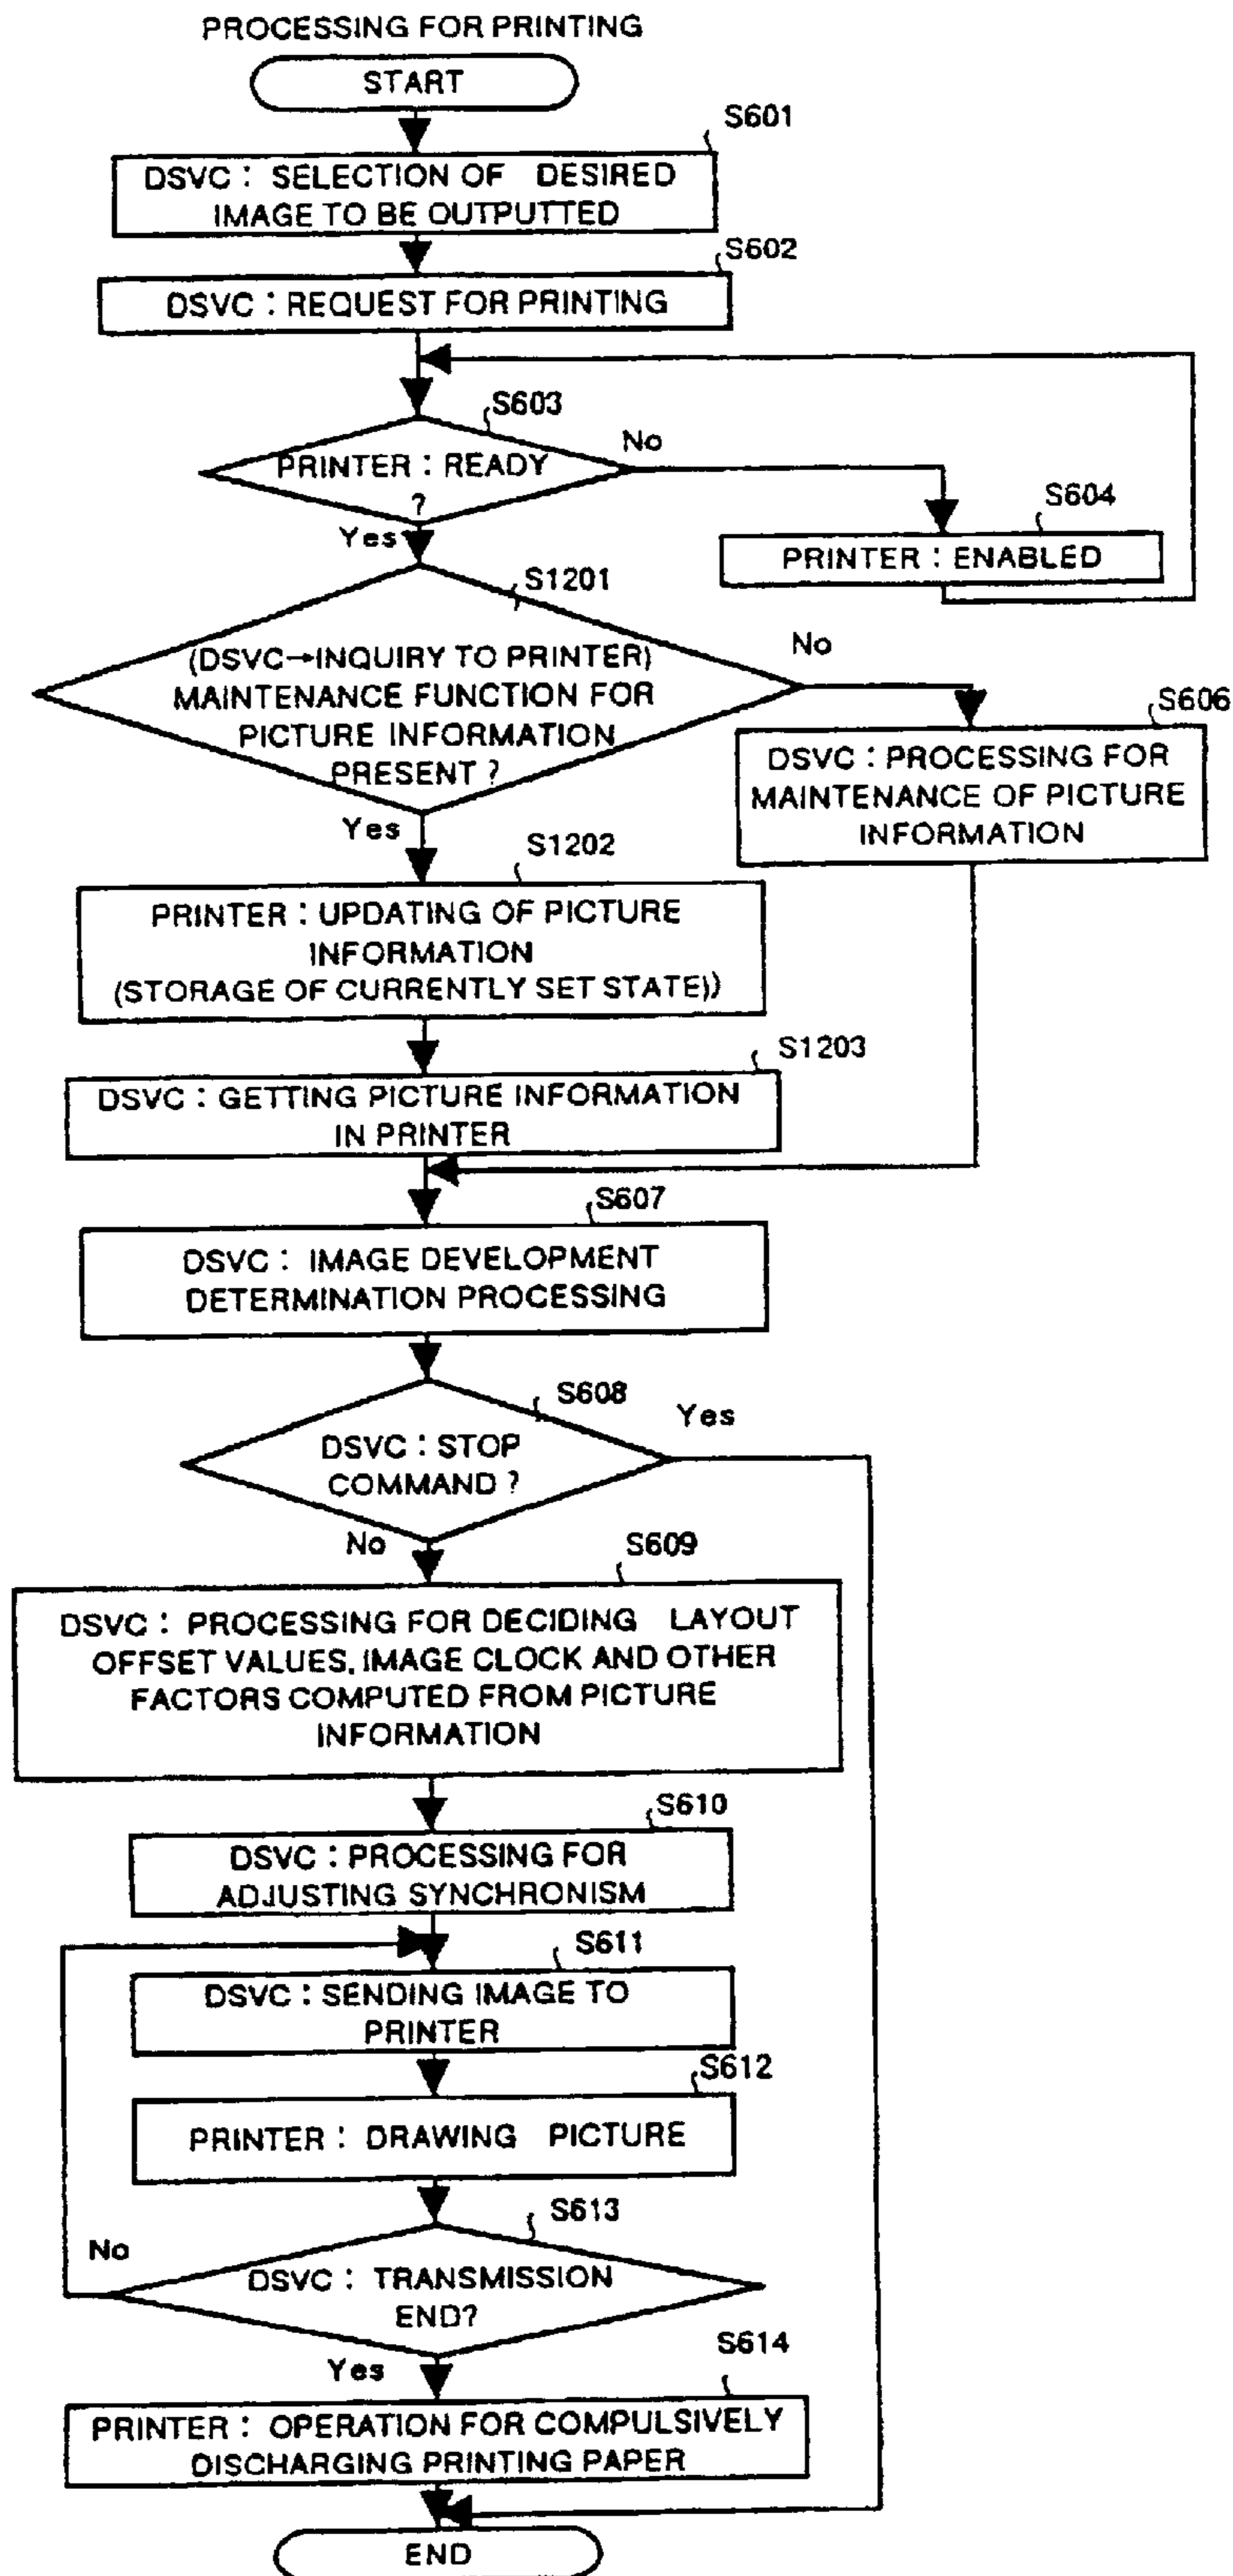 PROCESSING FOR PRINTING
START
S601
DSVC : SELECTION OF DESIRED
IMAGE TO BE OUTPUTTED
S602
DSVC : REQUEST FOR PRINTING
S603
PRINTER : READY
?
No
Yes
S604
PRINTER : ENABLED
S1201
(DSVC→INQUIRY TO PRINTER)
MAINTENANCE FUNCTION FOR
PICTURE INFORMATION
PRESENT ?
No
Yes
S606
DSVC : PROCESSING FOR
MAINTENANCE OF PICTURE
INFORMATION
S1202
PRINTER : UPDATING OF PICTURE
INFORMATION
(STORAGE OF CURRENTLY SET STATE))
S1203
DSVC : GETTING PICTURE INFORMATION
IN PRINTER
S607
DSVC : IMAGE DEVELOPMENT
DETERMINATION PROCESSING
S608
DSVC : STOP
COMMAND ?
Yes
No
S609
DSVC : PROCESSING FOR DECIDING LAYOUT
OFFSET VALUES, IMAGE CLOCK AND OTHER
FACTORS COMPUTED FROM PICTURE
INFORMATION
S610
DSVC : PROCESSING FOR
ADJUSTING SYNCHRONISM
S611
DSVC : SENDING IMAGE TO
PRINTER
S612
PRINTER : DRAWING PICTURE
S613
DSVC : TRANSMISSION
END?
No
Yes
S614
PRINTER : OPERATION FOR COMPULSIVELY
DISCHARGING PRINTING PAPER
END